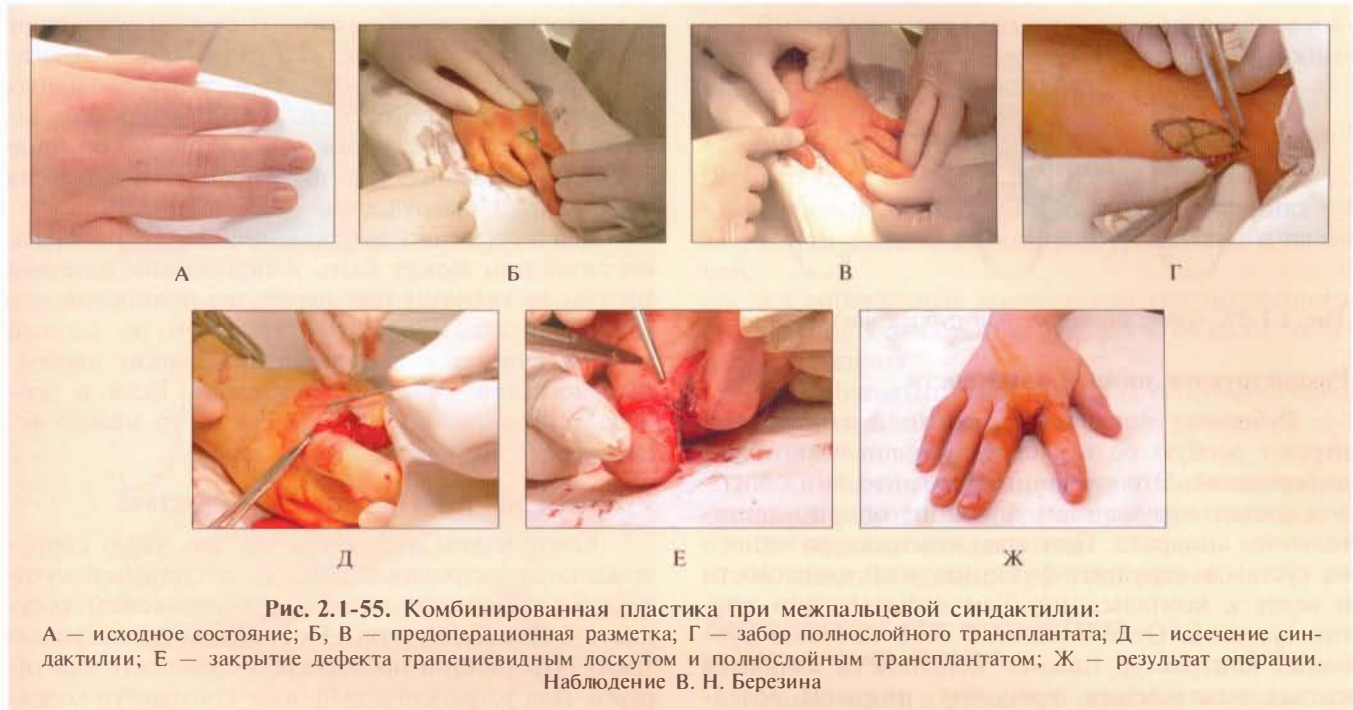 А
Б
В
Г
Д
Е
Ж
Рис. 2.1-55. Комбинированная пластика при межпальцевой синдактилии:
А — исходное состояние; Б, В — предоперационная разметка; Г — забор полнослойного трансплантата; Д — иссечение син-
дактилии; Е — закрытие дефекта трапециевидным лоскутом и полнослойным трансплантатом; Ж — результат операции.
Наблюдение В. Н. Березина